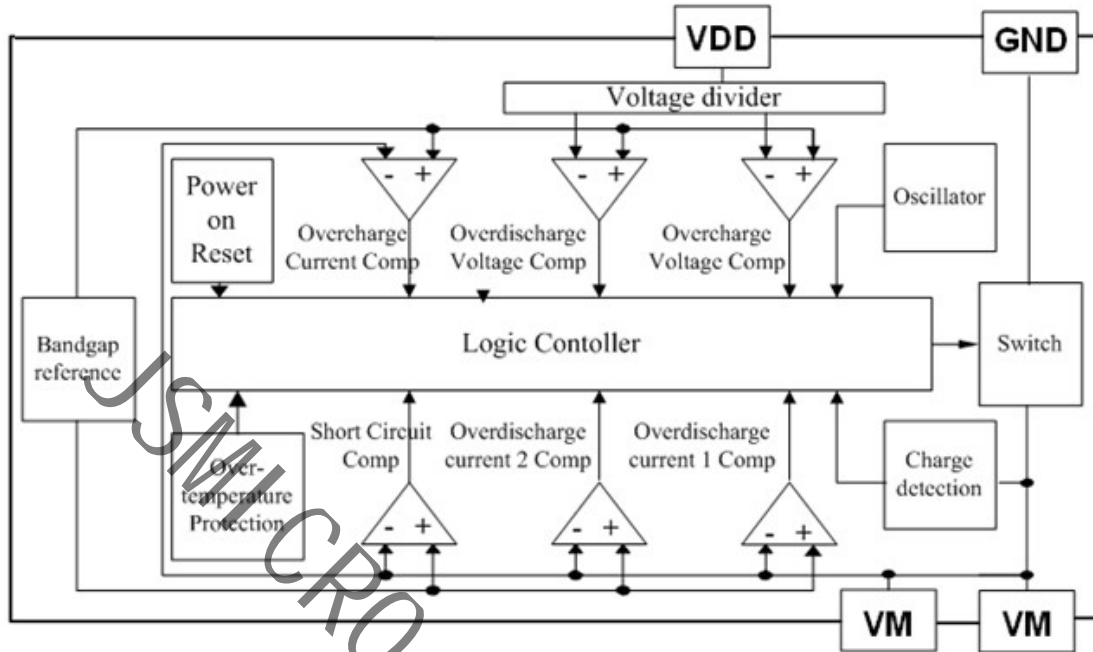 VDD
GND
Voltage divider
- +
- +
- +
Power
on
Reset
Oscillator
Overcharge
Current Comp
Overdischarge
Voltage Comp
Overcharge
Voltage Comp
Bandgap
reference
Logic Contoller
Switch
Over-
temperature
Protection
Short Circuit
Comp
Overdischarge
current 2 Comp
Overdischarge
current 1 Comp
Charge
detection
- +
- +
- +
VM
VM
JSMICRO